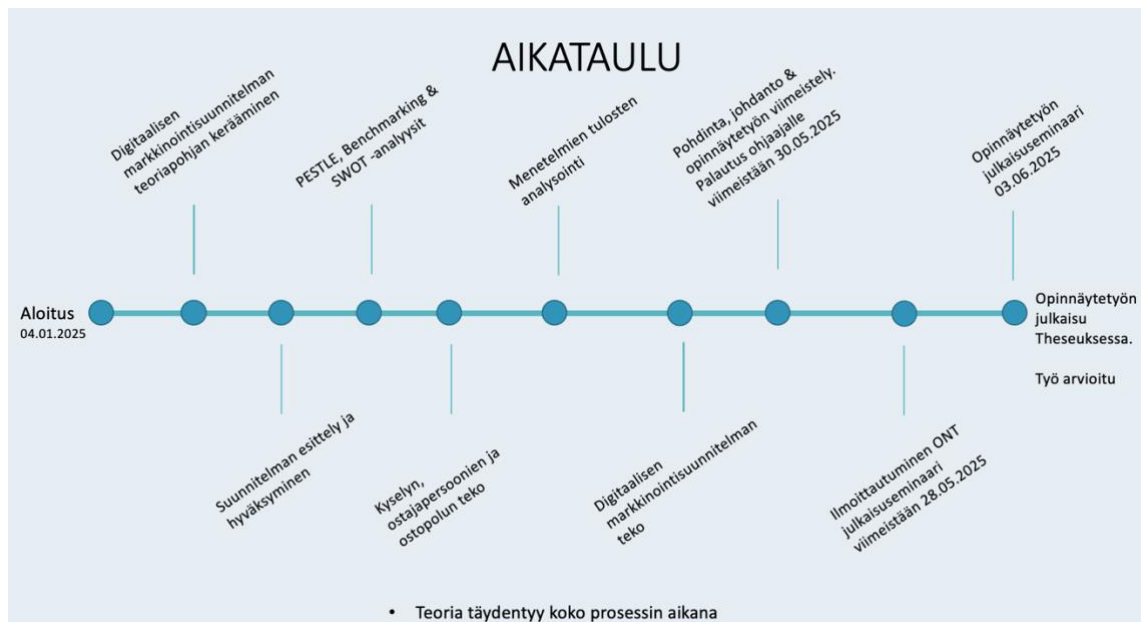 AIKATAULU
Digitaalisen
markkinointisuunnitelman
teoriapohjan kerääminen
PESTLE, Benchmarking &
SWOT -analyysit
Menetelmien tulosten
analysointi
Pohdinta, johdanto &
opinnäytetyön viimeistely.
Palautus ohjaajalle
viimeistään 30.05.2025
Opinnäytetyön
julkaisuseminaari
03.06.2025
Aloitus
04.01.2025
Opinnäytetyön
julkaisu
Theseuksessa.
Työ arvioitu
Suunnitelman esittely ja
hyväksyminen
Kyselyn,
ostajapersoonien ja
ostopolun teko
Digitaalisen
markkinointisuunnitelman
teko
Ilmoittautuminen ONT
julkaisuseminaari
viimeistään 28.05.2025
• Teoria täydentyy koko prosessin aikana